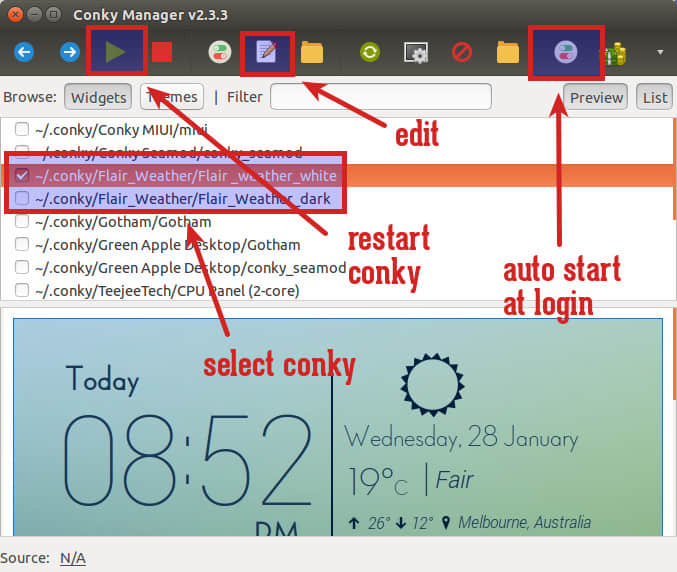 Conky Manager v2.3.3
Browse: Widgets Themes | Filter Preview List
edit
~/.conky/Conky MIUI/miui
~/.conky/Conky Seamod/conky_seamod
~/.conky/Flair_Weather/Flair_weather_white
~/.conky/Flair_Weather/Flair_Weather_dark
~/.conky/Gotham/Gotham
~/.conky/Green Apple Desktop/Gotham
~/.conky/Green Apple Desktop/conky_seamod
~/.conky/TeejeeTech/CPU Panel (2-core)
restart
conky
auto start
at login
select conky
Today
08:52
PM
Wednesday, 28 January
19°C | Fair
26° 12° Melbourne, Australia
Source: N/A